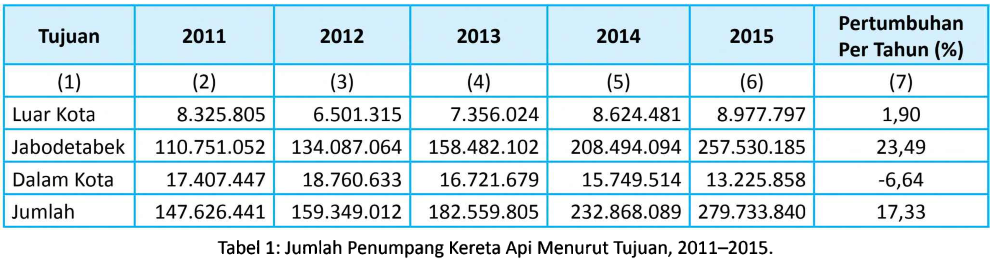 Tujuan 2011 2012 2013 2014 2015 Pertumbuhan Per Tahun (%)
(1) (2) (3) (4) (5) (6) (7)
Luar Kota 8.325.805 6.501.315 7.356.024 8.624.481 8.977.797 1,90
Jabodetabek 110.751.052 134.087.064 158.482.102 208.494.094 257.530.185 23,49
Dalam Kota 17.407.447 18.760.633 16.721.679 15.749.514 13.225.858 -6,64
Jumlah 147.626.441 159.349.012 182.559.805 232.868.089 279.733.840 17,33
Tabel 1: Jumlah Penumpang Kereta Api Menurut Tujuan, 2011–2015.